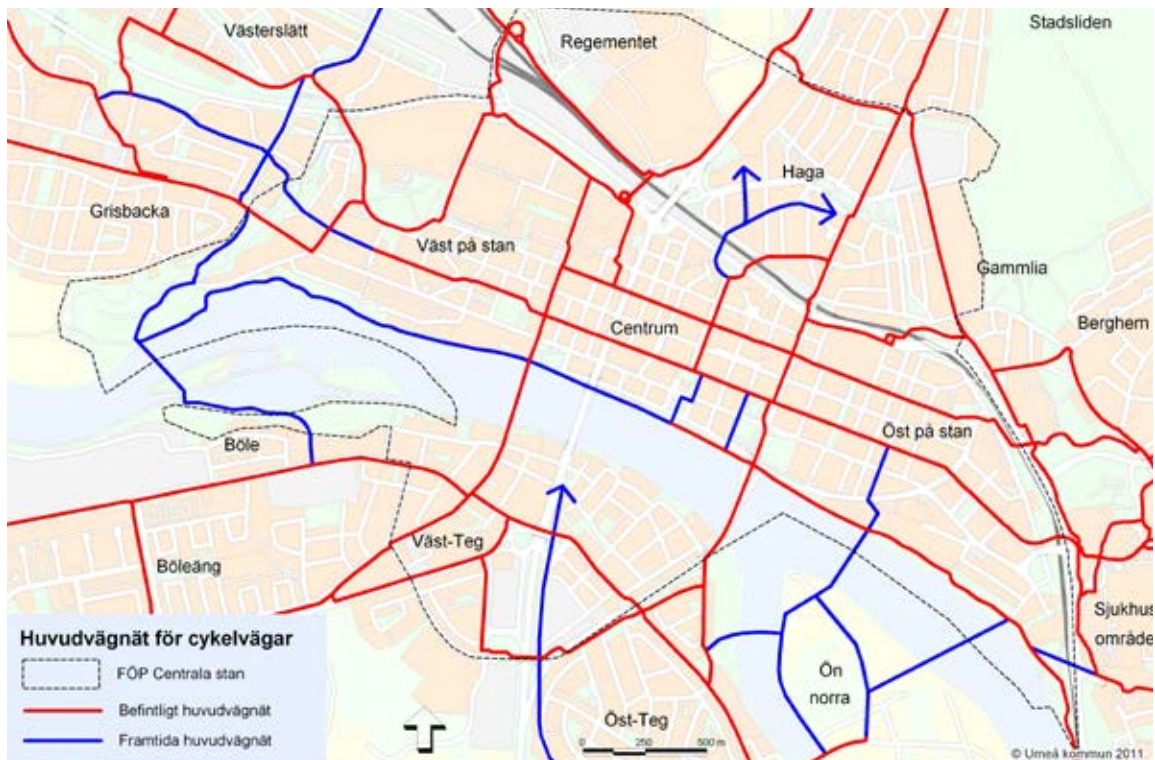 Västerslätt
Regementet
Stadsliden
Haga
Grisbacka
Väst på stan
Gammlia
Centrum
Berghem
Böle
Öst på stan
Väst-Teg
Böleäng
Sjukhus
område
Huvudvägnät för cykelvägar
FÖP Centrala stan
Befintligt huvudvägnät
Framtida huvudvägnät
Ön
norra
Öst-Teg
0 250 500 m
© Umeå kommun 2011